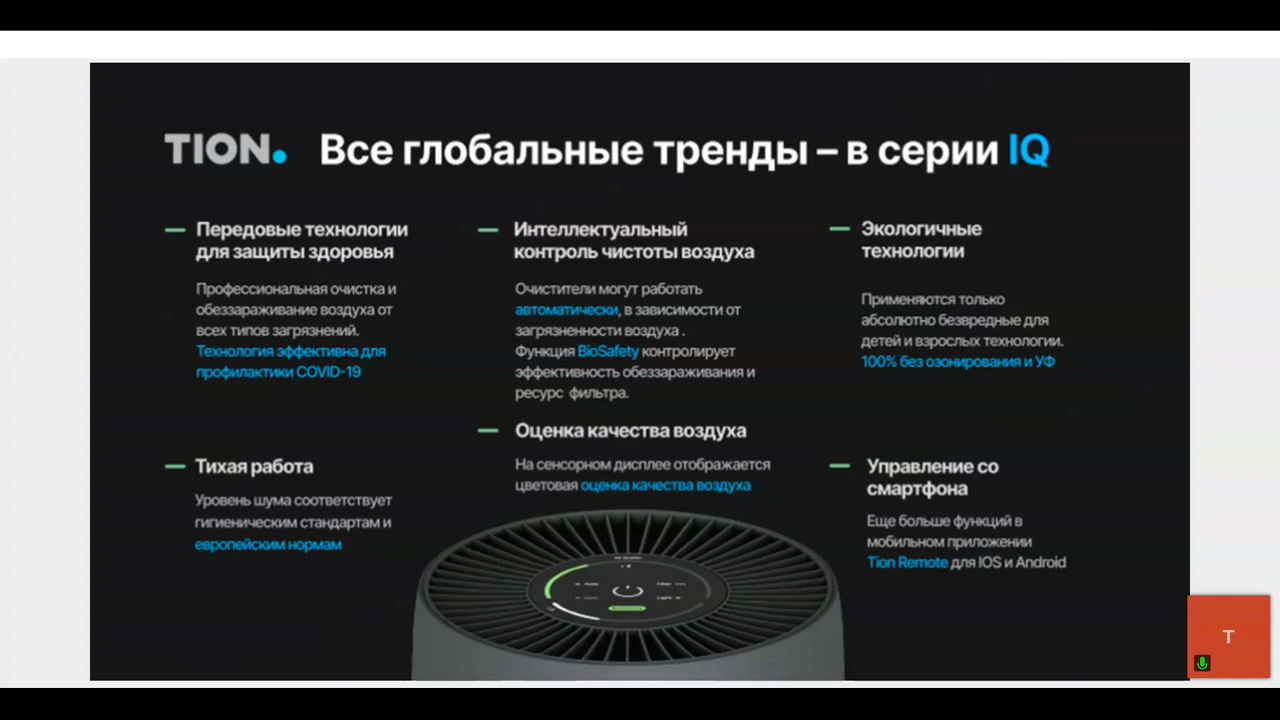 TION. Все глобальные тренды – в серии IQ
Передовые технологии
для защиты здоровья
Профессиональная очистка и
обеззараживание воздуха от
всех типов загрязнений.
Технология эффективна для
профилактики COVID-19
Интеллектуальный
контроль чистоты воздуха
Очистители могут работать
автоматически, в зависимости от
загрязненности воздуха .
Функция BioSafety контролирует
эффективность обеззараживания и
ресурс фильтра.
Экологичные
технологии
Применяются только
абсолютно безвредные для
детей и взрослых технологии.
100% без озонирования и УФ
Оценка качества воздуха
На сенсорном дисплее отображается
цветовая оценка качества воздуха
Тихая работа
Уровень шума соответствует
гигиеническим стандартам и
европейским нормам
Управление со
смартфона
Еще больше функций в
мобильном приложении
Tion Remote для IOS и Android
T